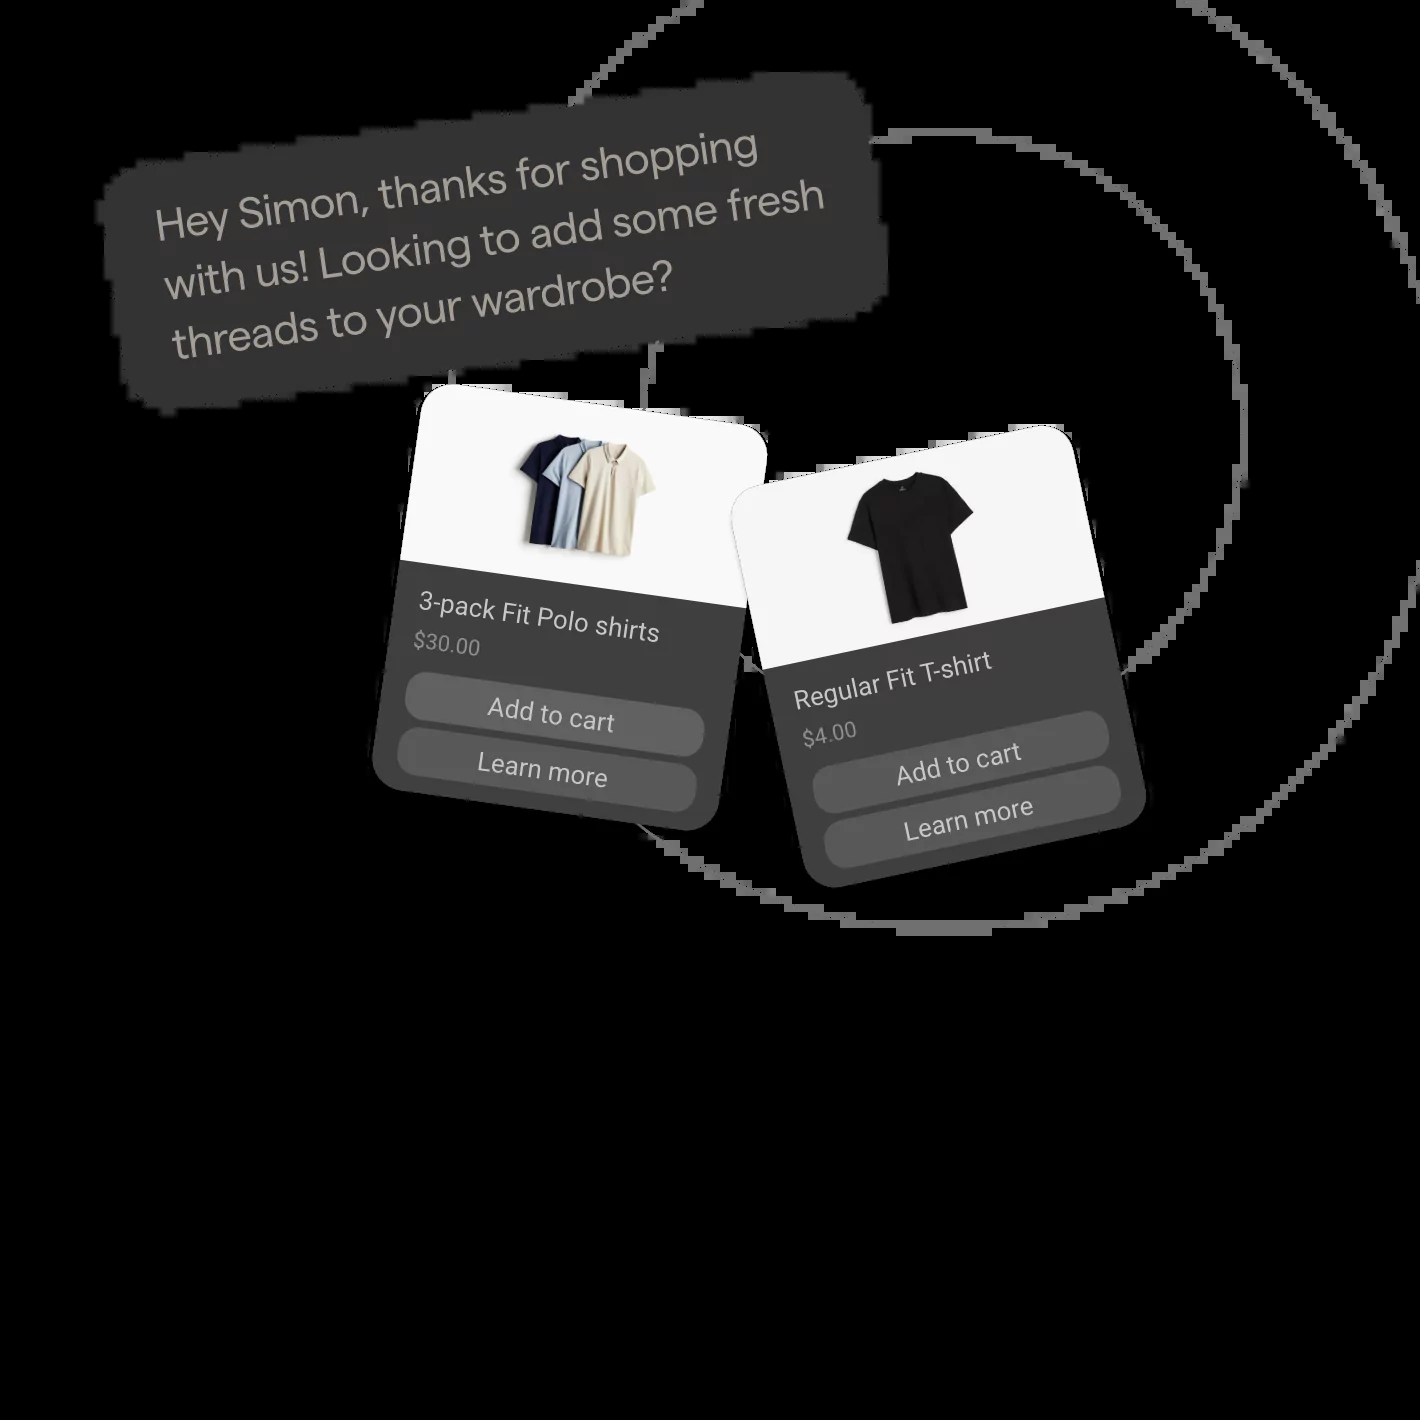 Hey Simon, thanks for shopping
with us! Looking to add some fresh
threads to your wardrobe?
3-pack Fit Polo shirts
$30.00
Add to cart
Learn more
Regular Fit T-shirt
$4.00
Add to cart
Learn more